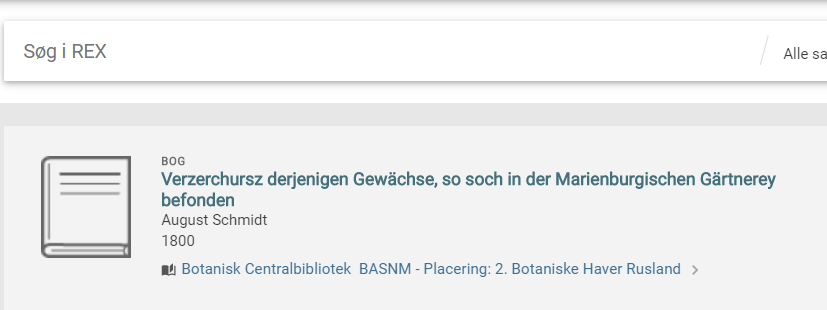 Søg i REX
Alle sa
BOG
Verzerchursz derjenigen Gewächse, so soch in der Marienburgischen Gärtnerey
befonden
August Schmidt
1800
Botanisk Centralbibliotek BASNM - Placering: 2. Botaniske Haver Rusland